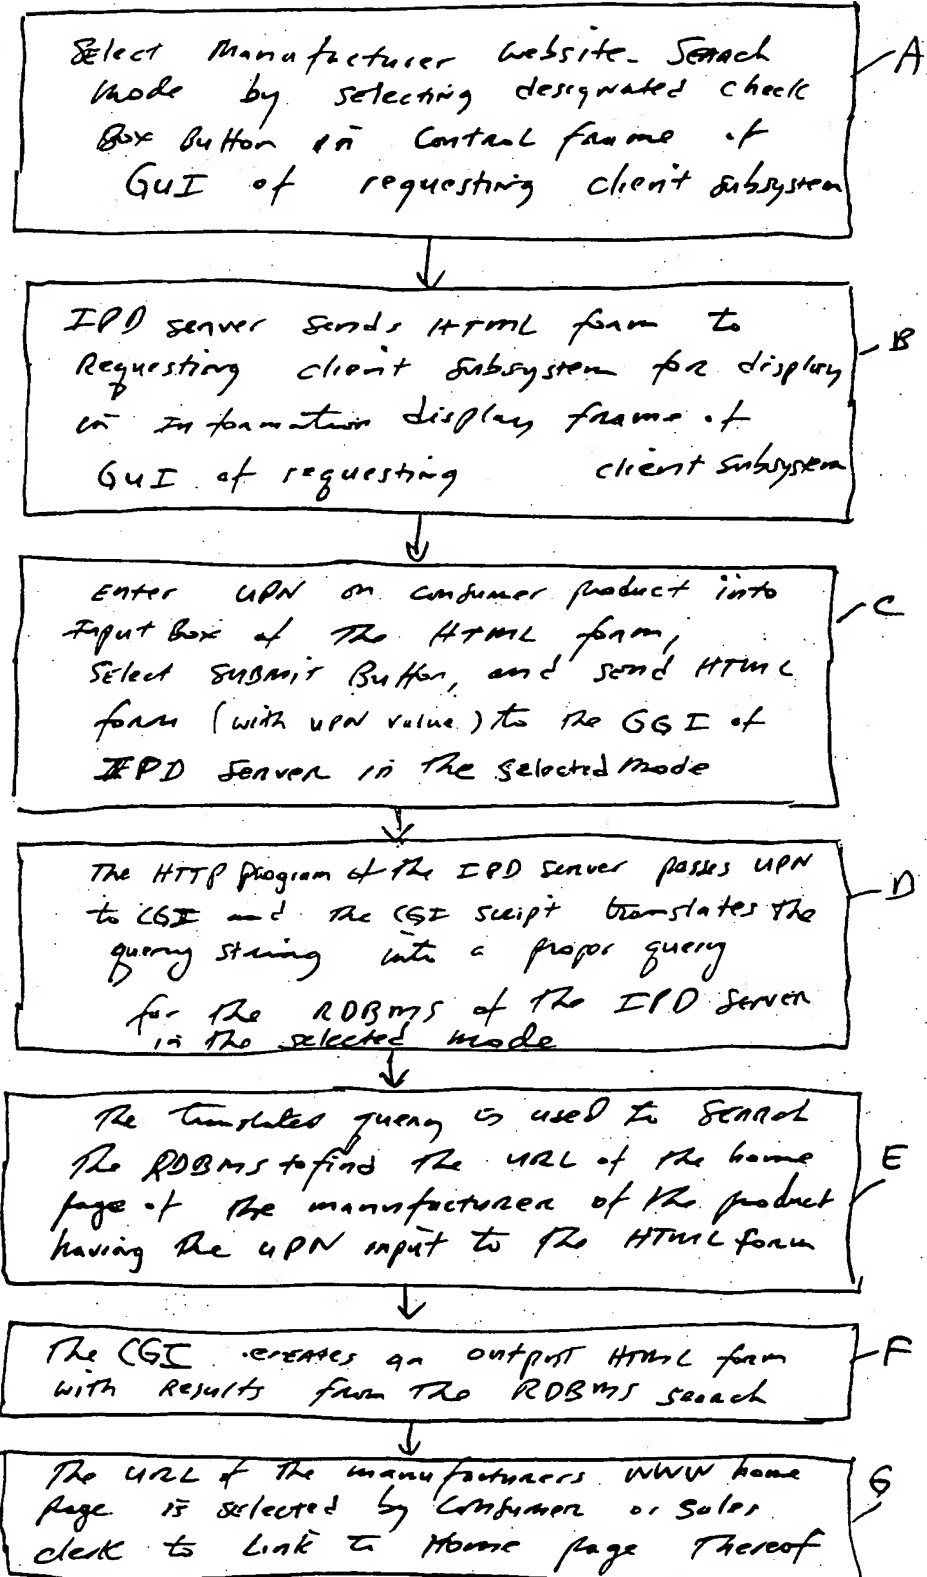 Select Manufacturer Website-Search
Mode by selecting designated check
Box Button in Control frame of
GUI of requesting client subsystem
A
IPD server sends HTML form to
Requesting client subsystem for display
in Information display frame of
GUI of requesting client subsystem
B
Enter UPN on consumer product into
Input Box of The HTML form,
Select SUBMIT Button, and send HTML
form (with UPN value) to the GGI of
IPD Server in The selected mode
C
The HTTP program of the IPD server passes UPN
to CGI and the CGI script translates the
query string into a proper query
for the RDBMS of the IPD Server
in the selected mode
D
The translated query is used to Search
The RDBMS to find the URL of the home
page of the manufacturer of the product
having the UPN input to the HTML form
E
The CGI creates an output HTML form
with Results from the RDBMS search
F
The URL of the manufacturers WWW home
page is selected by Consumer or Sales
clerk to Link to Home page Thereof
G